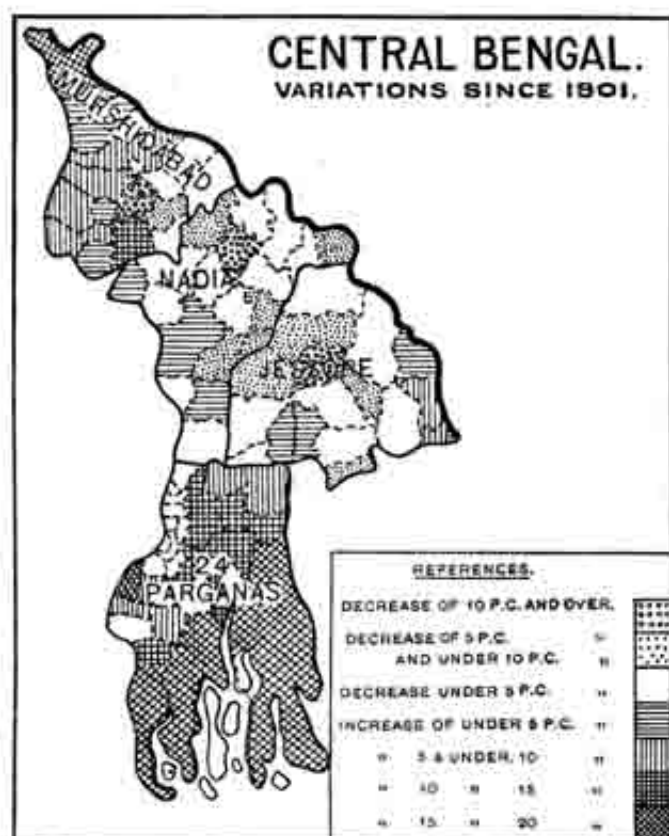 CENTRAL BENGAL.
VARIATIONS SINCE 1901.
MURSHIDABAD
NADIA
JESSORE
24
PARGANAS
REFERENCES.
DECREASE OF 10 P.C. AND OVER.
DECREASE OF 5 P.C. "
AND UNDER 10 P.C. "
DECREASE UNDER 5 P.C. "
INCREASE OF UNDER 5 P.C. "
" 5 & UNDER 10 "
" 10 " 15 "
" 15 " 20 "